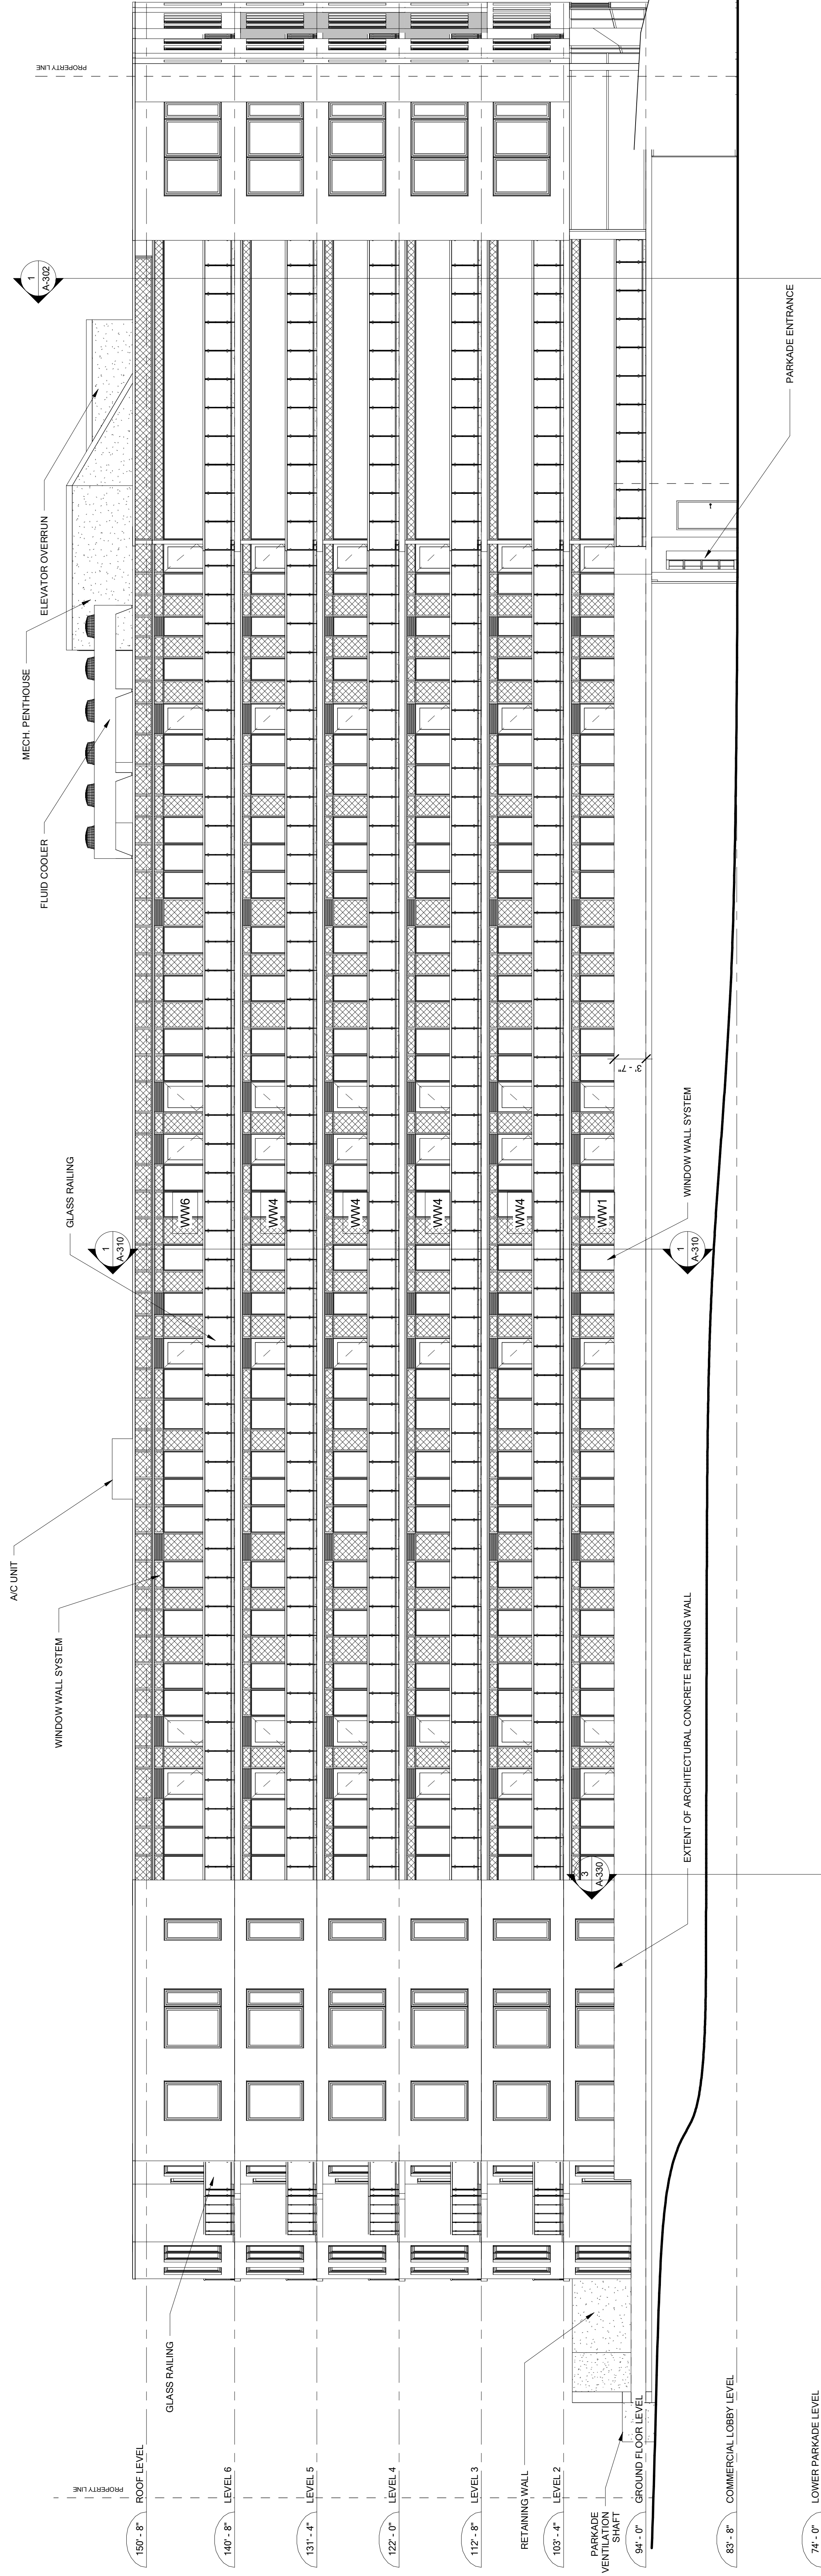 PROPERTY LINE
1
A-302
ELEVATOR OVERRUN
MECH. PENTHOUSE
FLUID COOLER
PARKADE ENTRANCE
GLASS RAILING
1
A-310
A/C UNIT
WINDOW WALL SYSTEM
WW6
WW4
WW4
WW4
WW4
WW1
3' - 7"
WINDOW WALL SYSTEM
1
A-310
3
A-330
EXTENT OF ARCHITECTURAL CONCRETE RETAINING WALL
GLASS RAILING
RETAINING WALL
PARKADE
VENTILATION
SHAFT
PROPERTY LINE
ROOF LEVEL
150' - 8"
LEVEL 6
140' - 8"
LEVEL 5
131' - 4"
LEVEL 4
122' - 0"
LEVEL 3
112' - 8"
LEVEL 2
103' - 4"
GROUND FLOOR LEVEL
94' - 0"
COMMERCIAL LOBBY LEVEL
83' - 8"
LOWER PARKADE LEVEL
74' - 0"